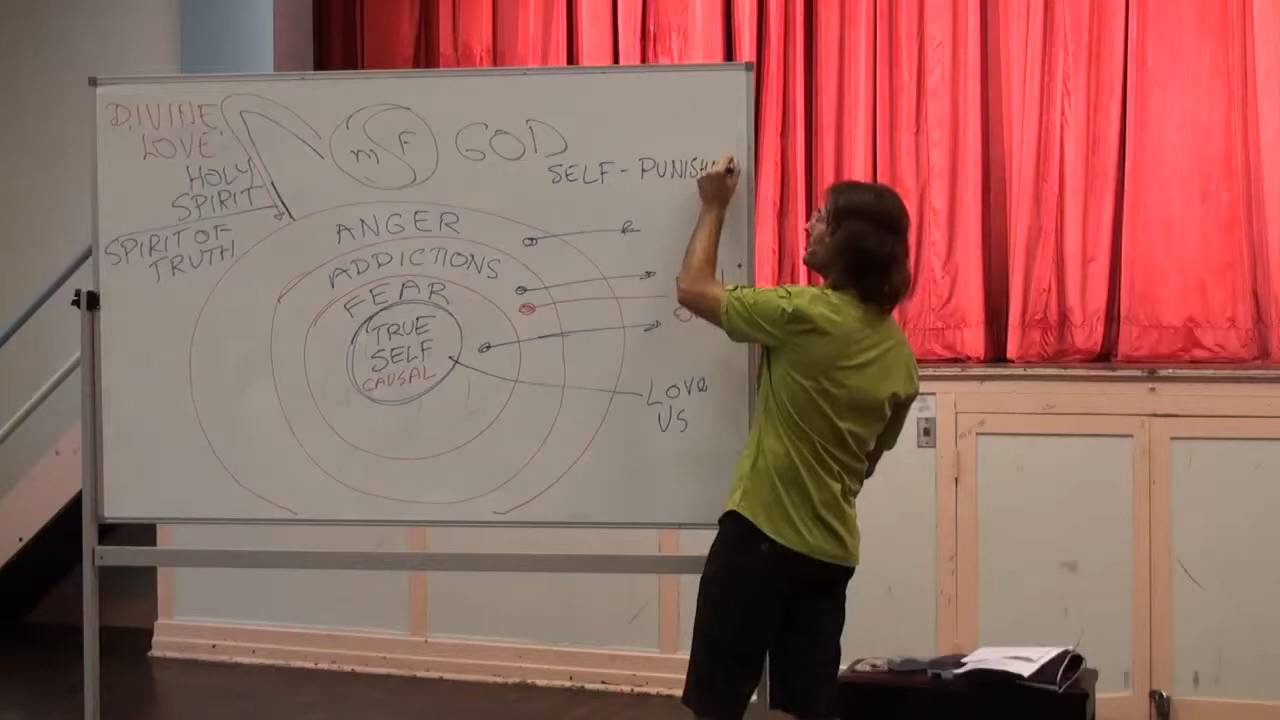 DIVINE
LOVE
HOLY
SPIRIT
SPIRIT OF
TRUTH
m F
GOD
SELF - PUNISH
ANGER
ADDICTIONS
FEAR
TRUE
SELF
CAUSAL
LOVE
US